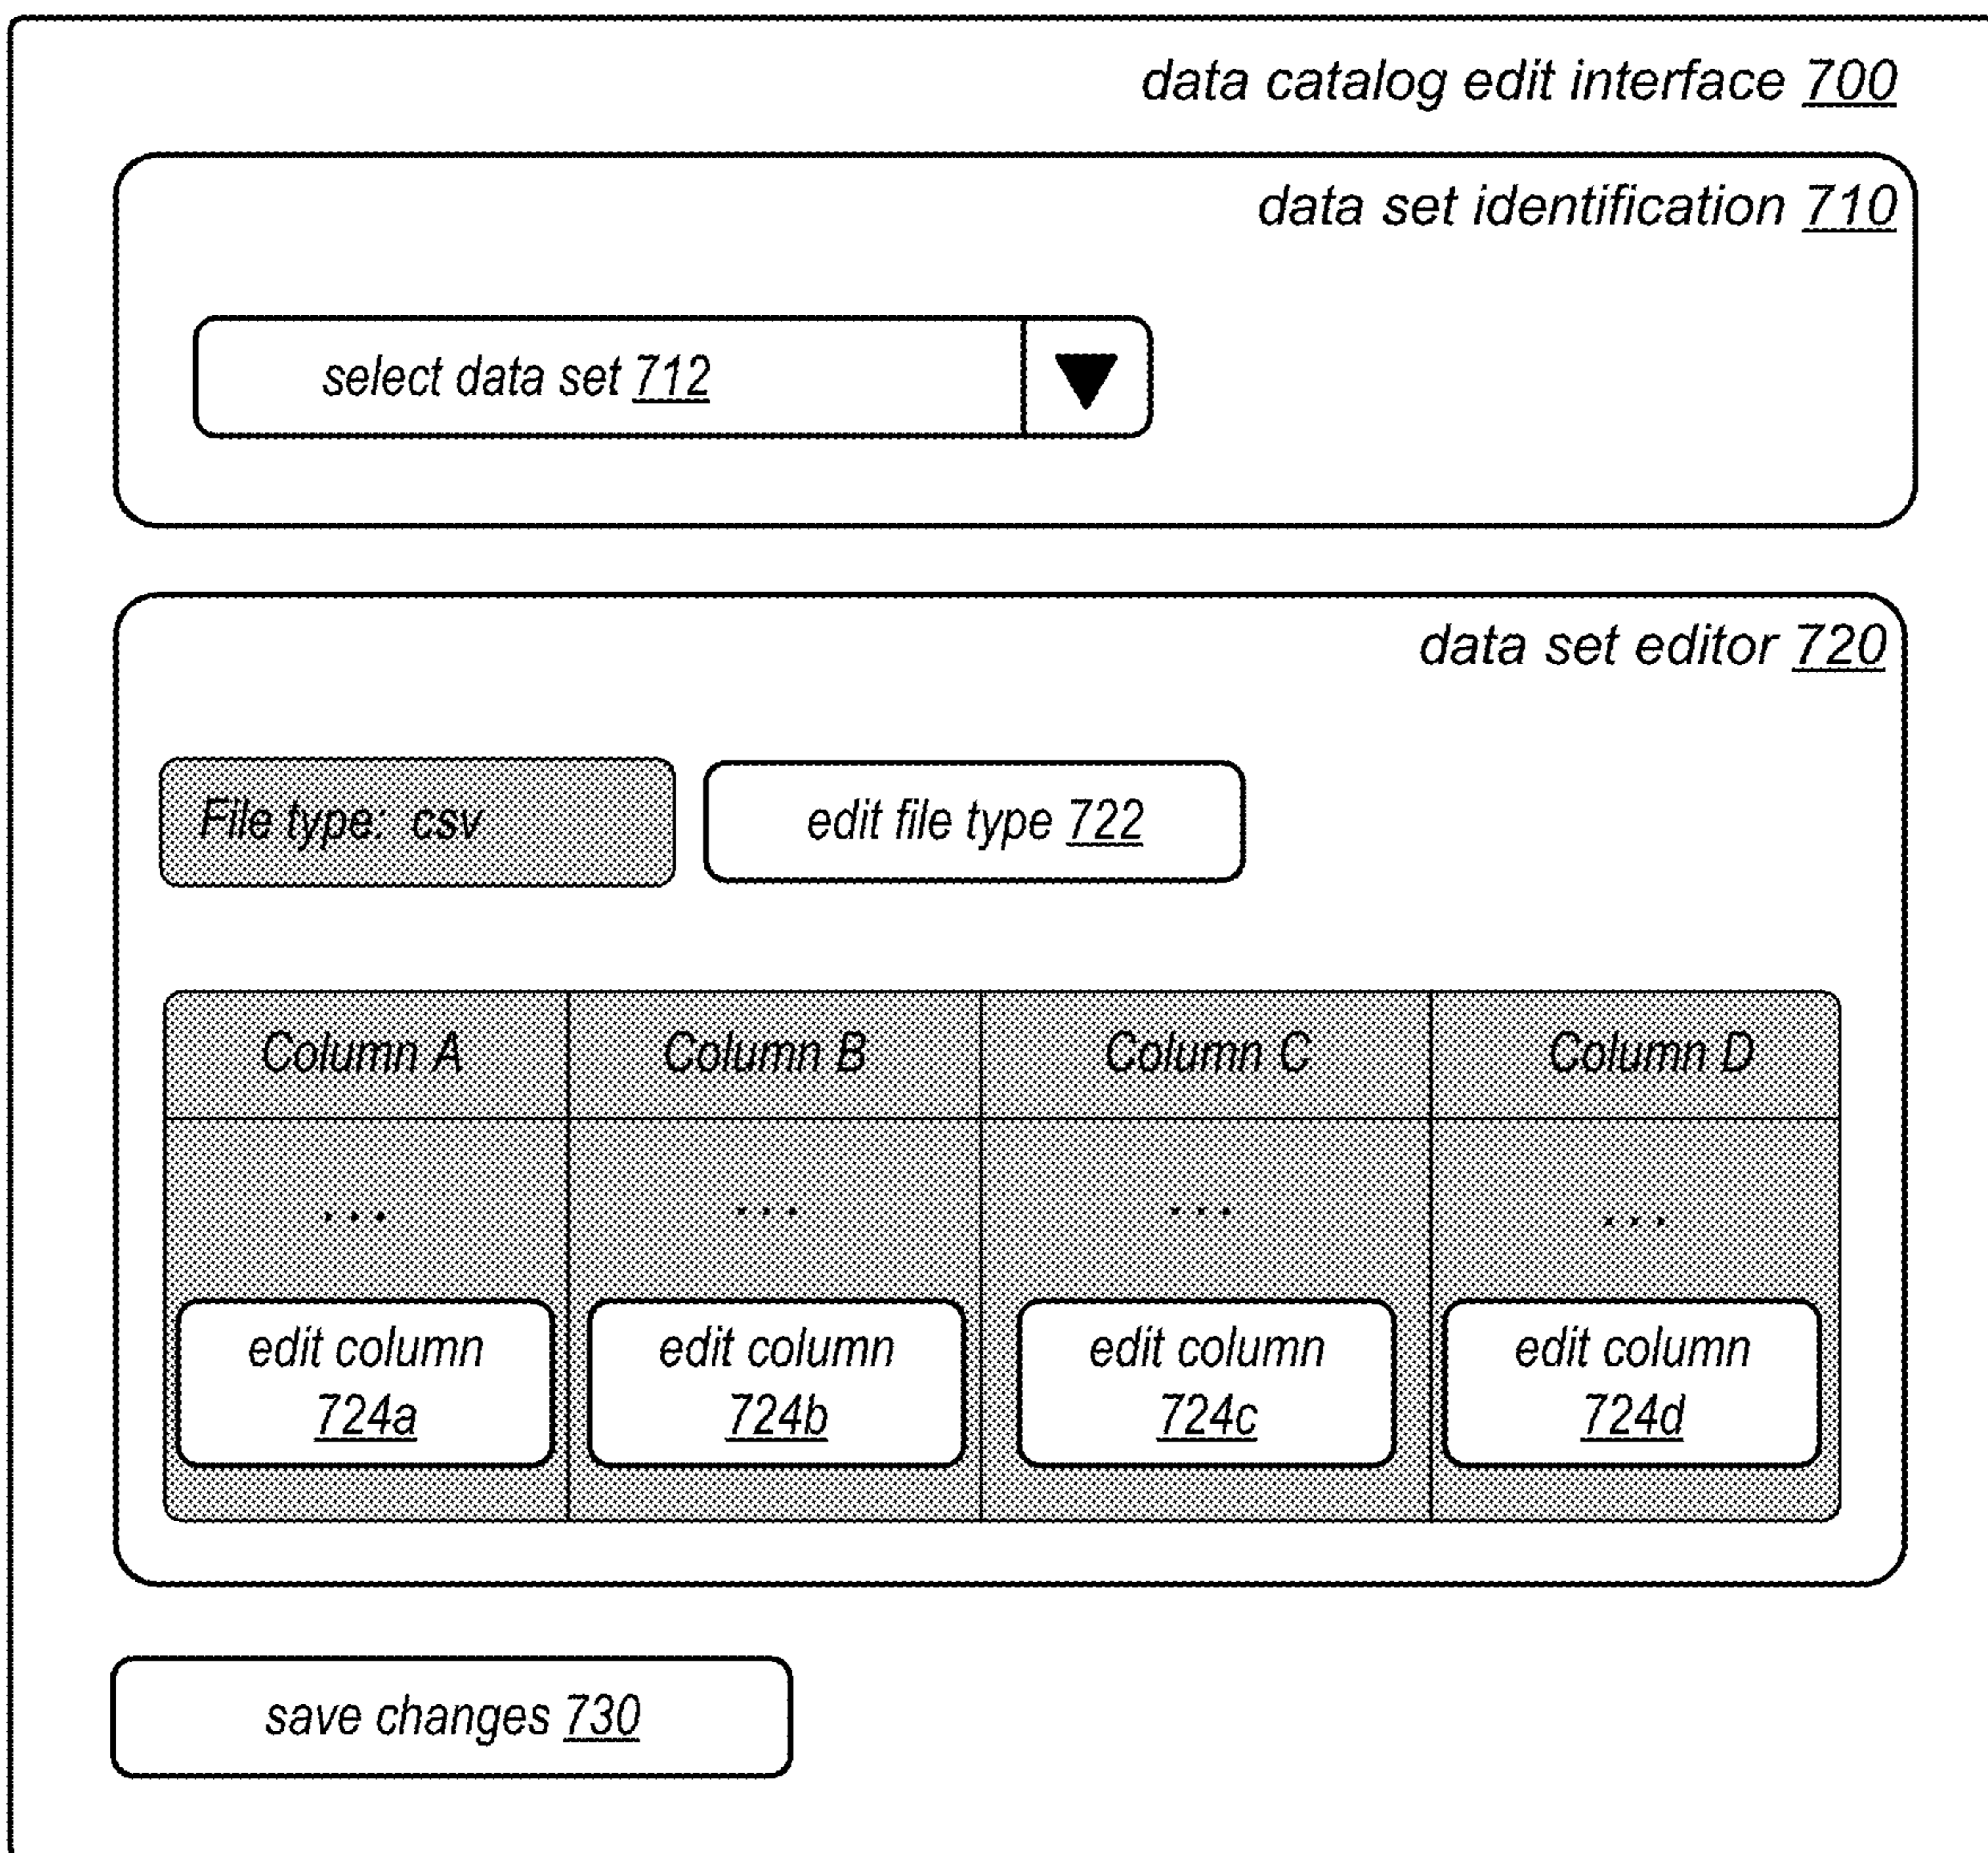 data catalog edit interface 700
data set identification 710
select data set 712
data set editor 720
File type: csv
edit file type 722
Column A
Column B
Column C
Column D
...
...
...
...
edit column
724a
edit column
724b
edit column
724c
edit column
724d
save changes 730